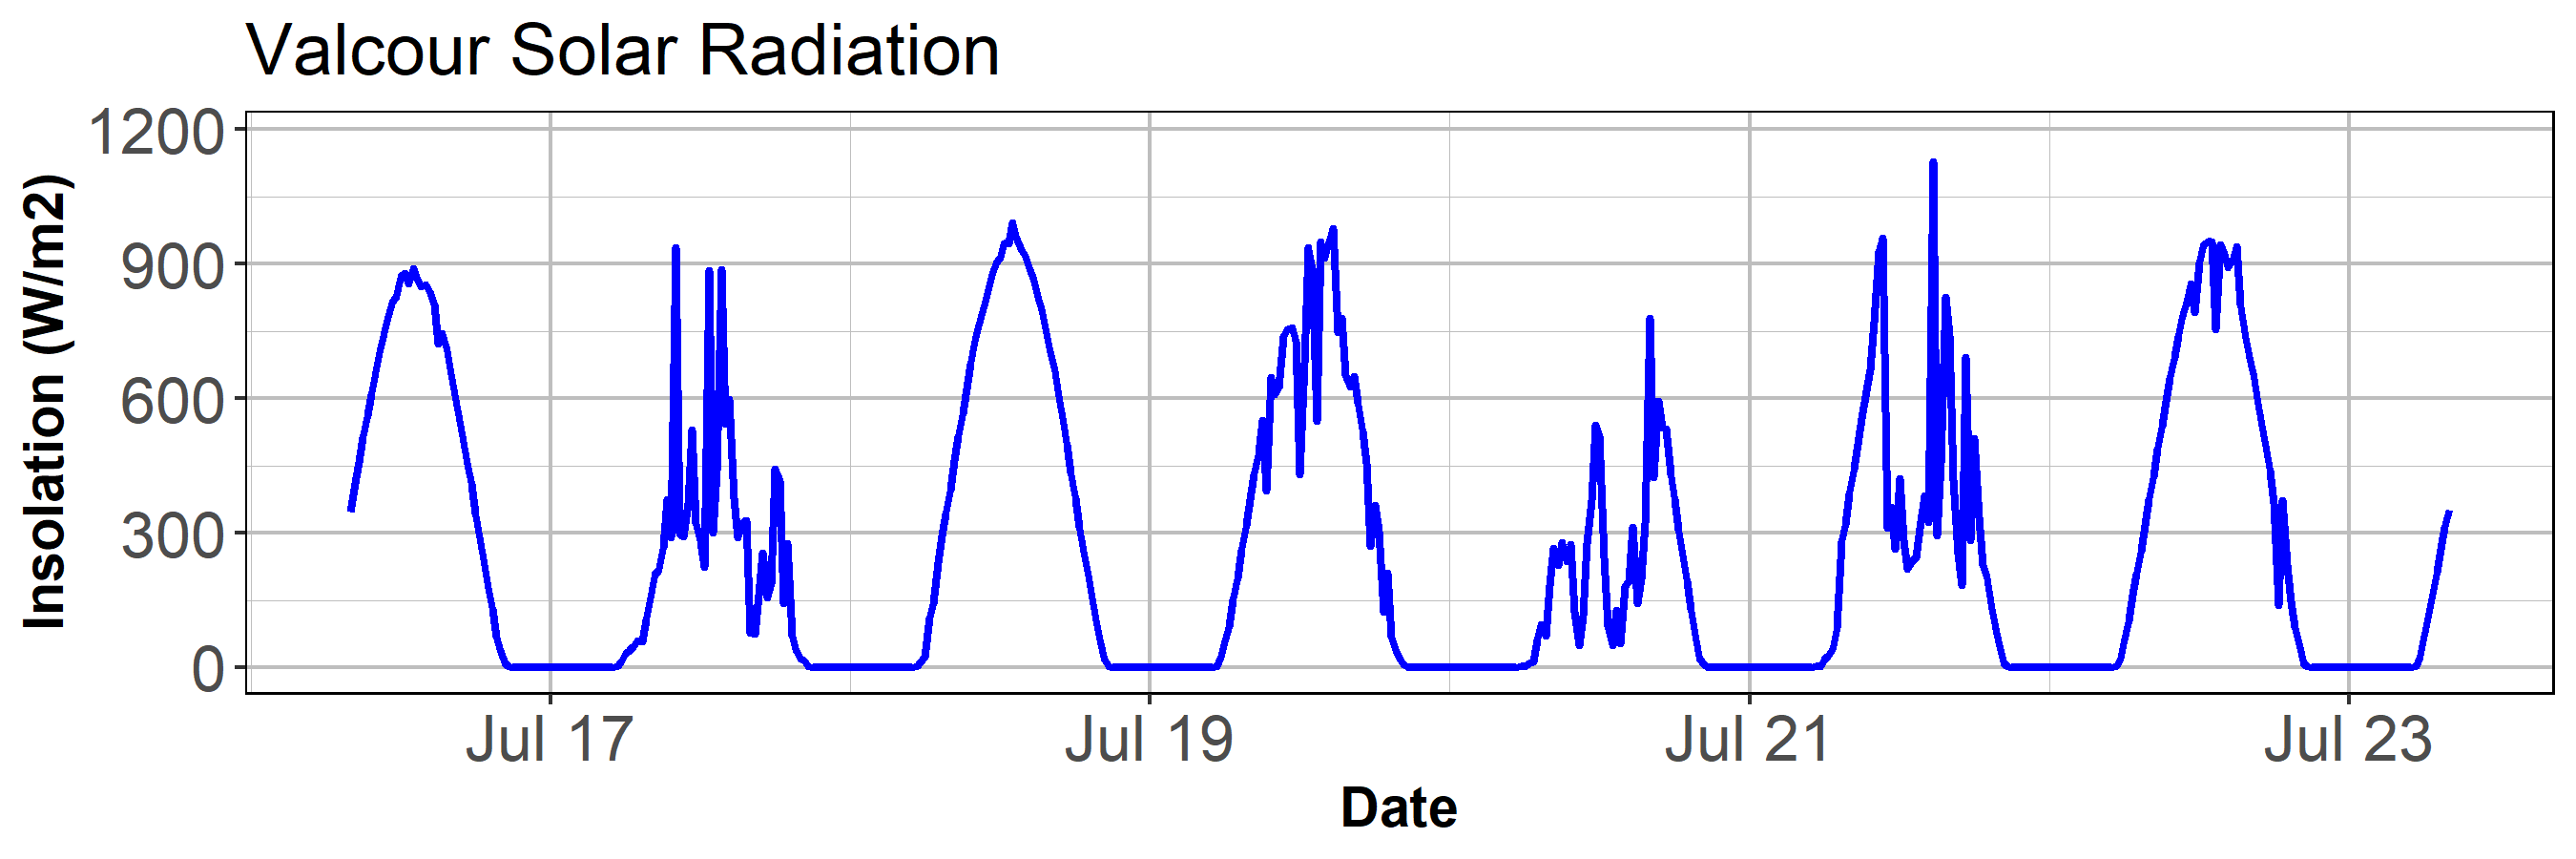 Valcour Solar Radiation
1200
900
600
300
0
Insolation (W/m2)
Jul 17 Jul 19 Jul 21 Jul 23
Date